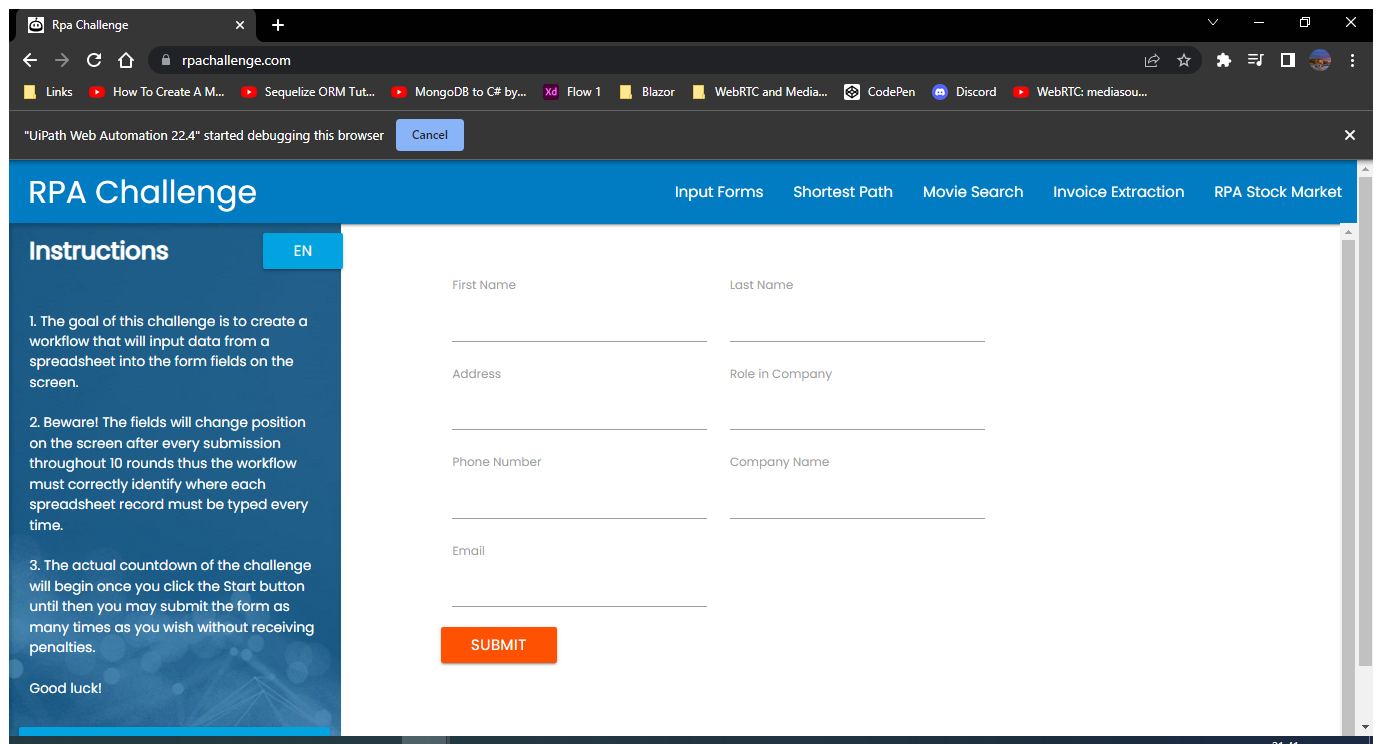 Rpa Challenge
rpachallenge.com
Links How To Create A M... Sequelize ORM Tut... MongoDB to C# by... Xd Flow 1 Blazor WebRTC and Media... CodePen Discord WebRTC: mediasou...
"UiPath Web Automation 22.4" started debugging this browser Cancel
RPA Challenge Input Forms Shortest Path Movie Search Invoice Extraction RPA Stock Market
Instructions EN
1. The goal of this challenge is to create a
workflow that will input data from a
spreadsheet into the form fields on the
screen.
2. Beware! The fields will change position
on the screen after every submission
throughout 10 rounds thus the workflow
must correctly identify where each
spreadsheet record must be typed every
time.
3. The actual countdown of the challenge
will begin once you click the Start button
until then you may submit the form as
many times as you wish without receiving
penalties.
Good luck!
First Name Last Name
Address Role in Company
Phone Number Company Name
Email
SUBMIT